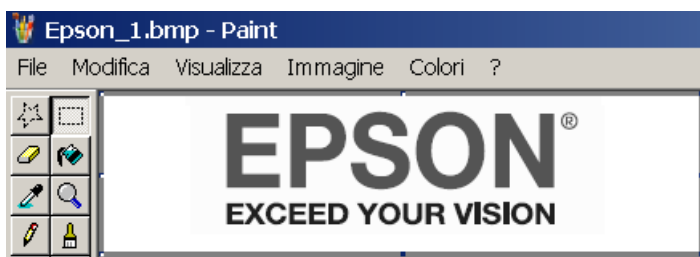 Epson_1.bmp - Paint
File Modifica Visualizza Immagine Colori ?
EPSON®
EXCEED YOUR VISION